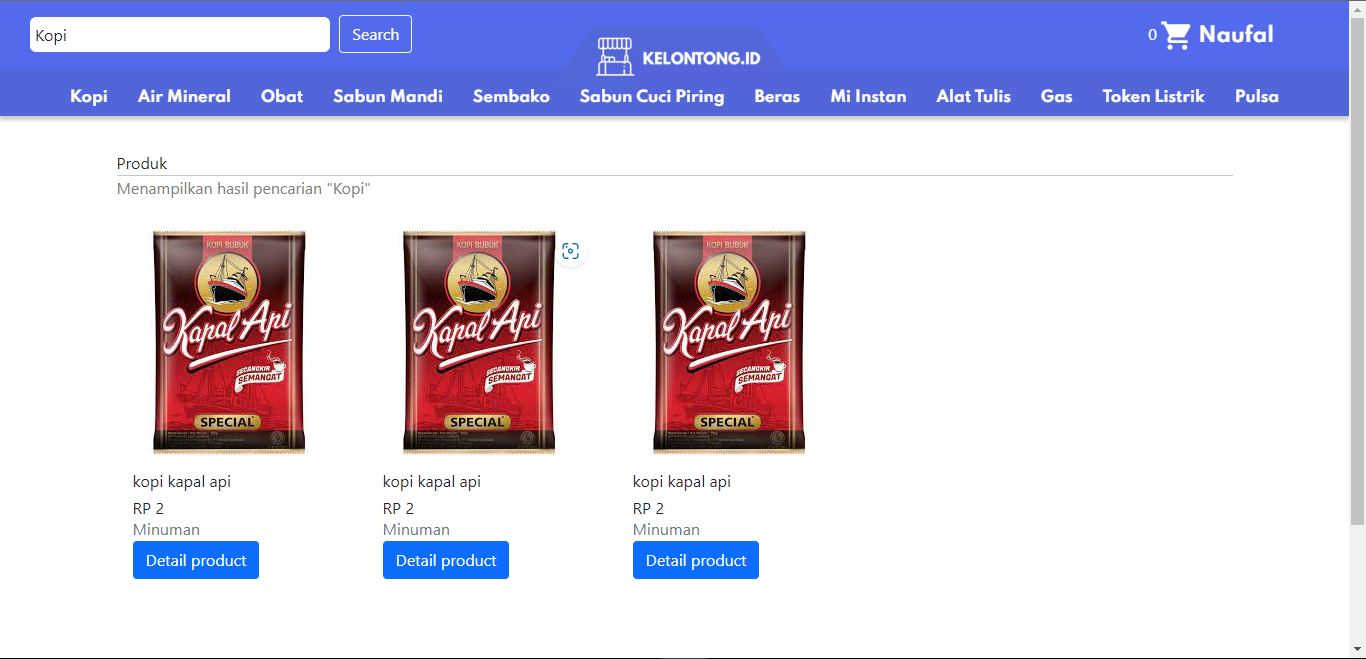 Kopi
Search
KELONTONG.ID
0
Naufal
Kopi Air Mineral Obat Sabun Mandi Sembako Sabun Cuci Piring Beras Mi Instan Alat Tulis Gas Token Listrik Pulsa
Produk
Menampilkan hasil pencarian "Kopi"
KOPI BUBUK
Kapal Api
SECANGKIR
SEMANGAT
SPECIAL
KOPI BUBUK
Kapal Api
SECANGKIR
SEMANGAT
SPECIAL
KOPI BUBUK
Kapal Api
SECANGKIR
SEMANGAT
SPECIAL
kopi kapal api
RP 2
Minuman
Detail product
kopi kapal api
RP 2
Minuman
Detail product
kopi kapal api
RP 2
Minuman
Detail product